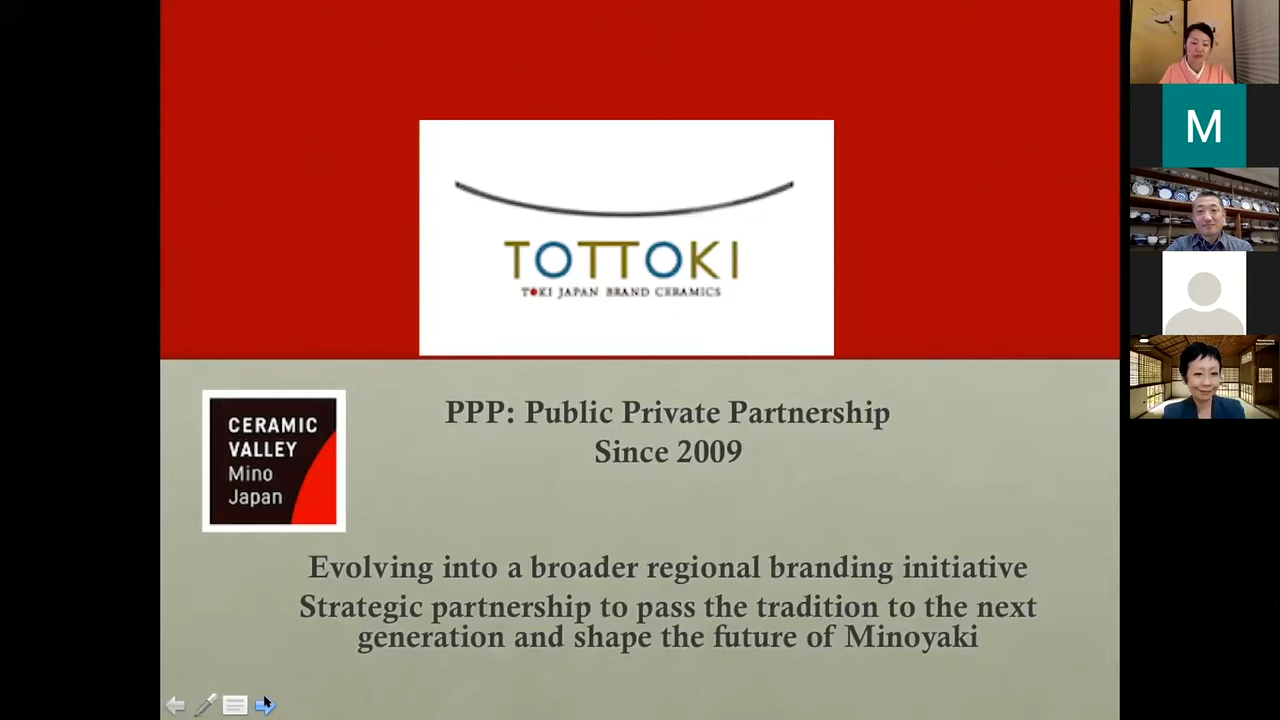 TOTTOKI
TOKI JAPAN BRAND CERAMICS
CERAMIC
VALLEY
Mino
Japan
PPP: Public Private Partnership
Since 2009
Evolving into a broader regional branding initiative
Strategic partnership to pass the tradition to the next
generation and shape the future of Minoyaki
M